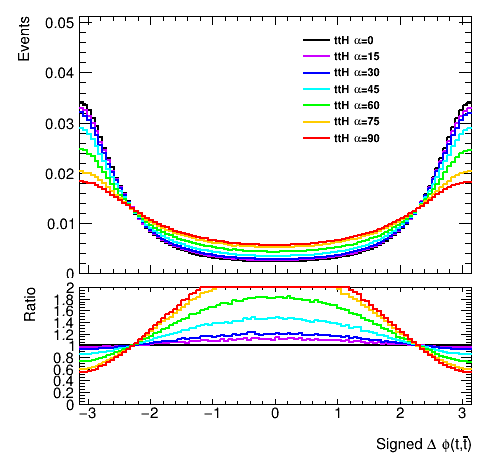 Events
0.05
0.04
0.03
0.02
0.01
0
ttH α=0
ttH α=15
ttH α=30
ttH α=45
ttH α=60
ttH α=75
ttH α=90
Ratio
2
1.8
1.6
1.4
1.2
1
0.8
0.6
0.4
0.2
0
−3 −2 −1 0 1 2 3
Signed Δ ϕ(t,t̄)